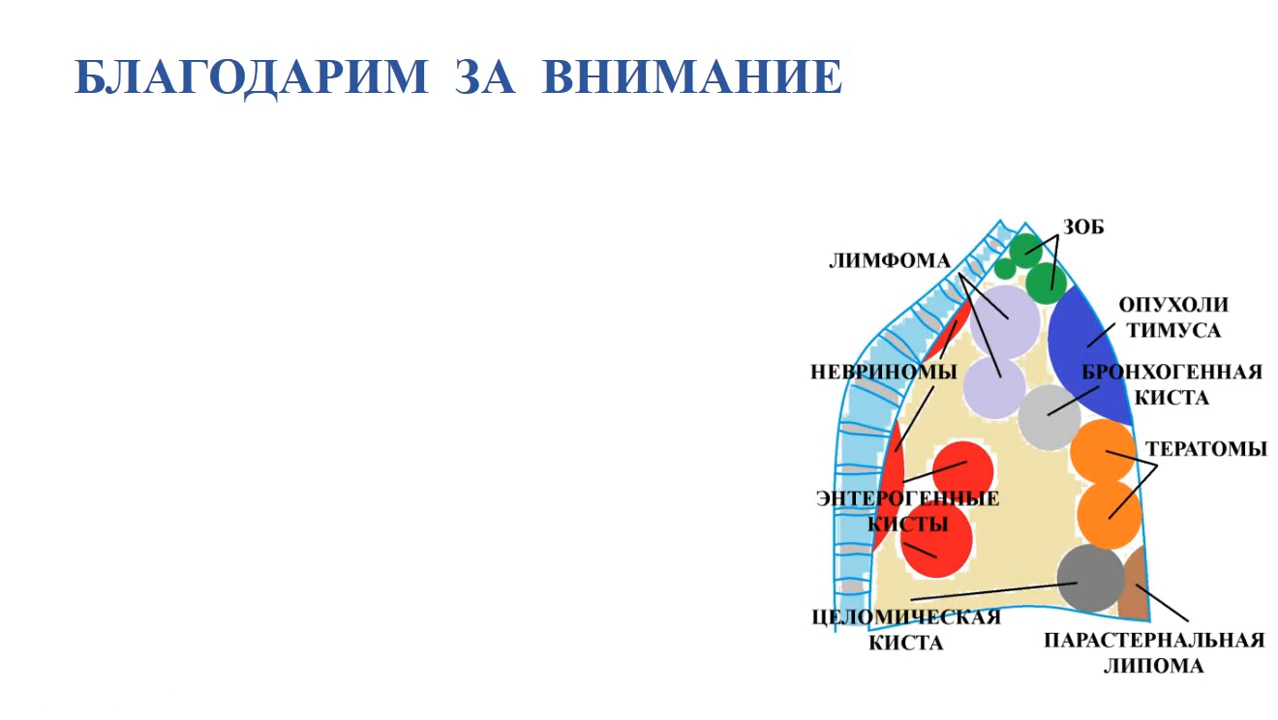 БЛАГОДАРИМ ЗА ВНИМАНИЕ
ЗОБ
ЛИМФОМА
ОПУХОЛИ
ТИМУСА
НЕВРИНОМЫ
БРОНХОГЕННАЯ
КИСТА
ТЕРАТОМЫ
ЭНТЕРОГЕННЫЕ
КИСТЫ
ЦЕЛОМИЧЕСКАЯ
КИСТА
ПАРАСТЕРНАЛЬНАЯ
ЛИПОМА